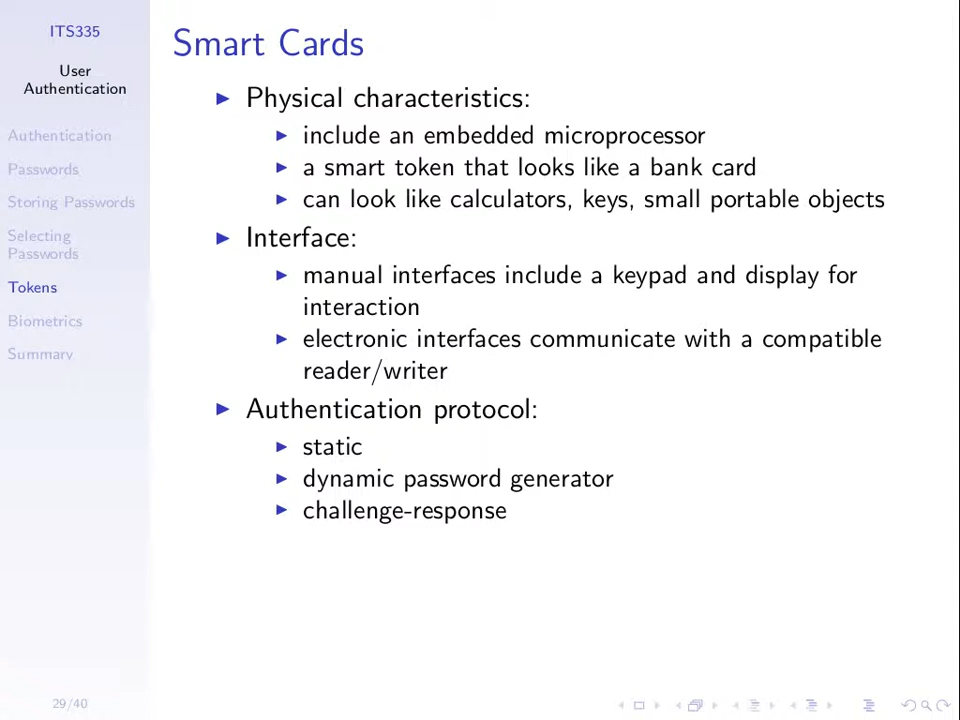 ITS335
User
Authentication
Authentication
Passwords
Storing Passwords
Selecting
Passwords
Tokens
Biometrics
Summary
Smart Cards
Physical characteristics:
include an embedded microprocessor
a smart token that looks like a bank card
can look like calculators, keys, small portable objects
Interface:
manual interfaces include a keypad and display for
interaction
electronic interfaces communicate with a compatible
reader/writer
Authentication protocol:
static
dynamic password generator
challenge-response
29/40